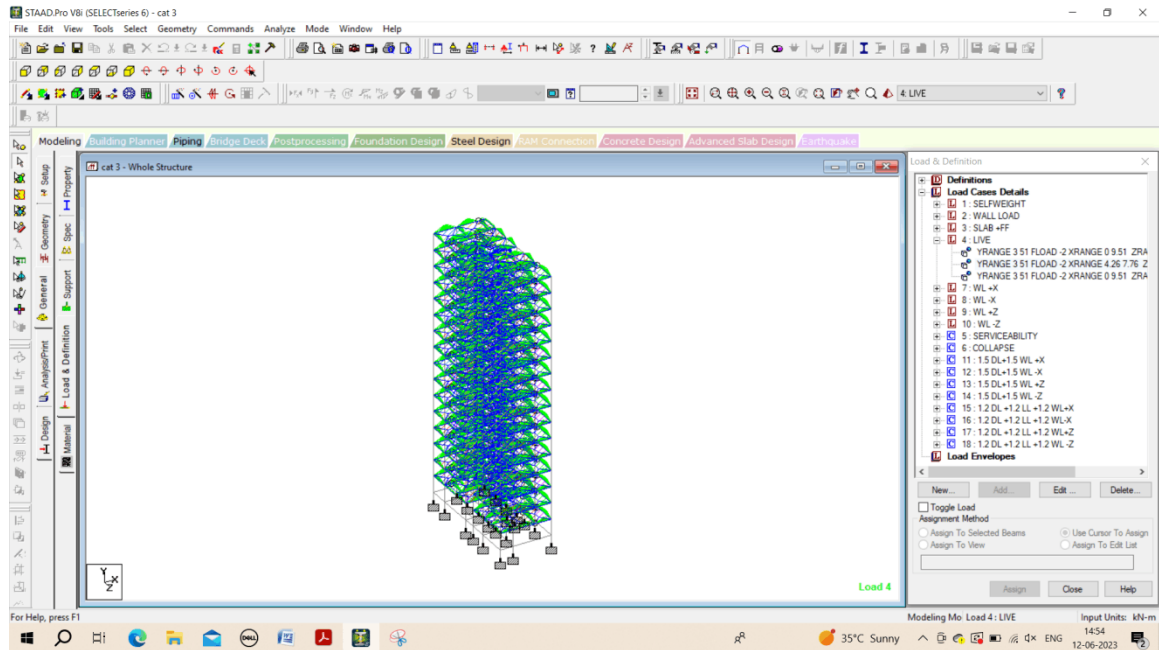 STAAD.Pro V8i (SELECTseries 6) - cat 3
File Edit View Tools Select Geometry Commands Analyze Mode Window Help
4: LIVE
Modeling Building Planner Piping Bridge Deck Postprocessing Foundation Design Steel Design RAM Connection Concrete Design Advanced Slab Design Earthquake
Setup
Geometry
General
Analysis/Print
Design
Property
Spec
Support
Load & Definition
Material
cat 3 - Whole Structure
Y
X
Z
Load 4
Load & Definition
Definitions
Load Cases Details
1 : SELFWEIGHT
2 : WALL LOAD
3 : SLAB +FF
4 : LIVE
YRANGE 3 51 FLOAD -2 XRANGE 0 9.51 ZRA
YRANGE 3 51 FLOAD -2 XRANGE 4.26 7.76 Z
YRANGE 3 51 FLOAD -2 XRANGE 0 9.51 ZRA
7 : WL +X
8 : WL -X
9 : WL +Z
10 : WL -Z
5 : SERVICEABILITY
6 : COLLAPSE
11 : 1.5 DL+1.5 WL +X
12 : 1.5 DL+1.5 WL -X
13 : 1.5 DL+1.5 WL +Z
14 : 1.5 DL+1.5 WL -Z
15 : 1.2 DL +1.2 LL +1.2 WL+X
16 : 1.2 DL +1.2 LL +1.2 WL-X
17 : 1.2 DL +1.2 LL +1.2 WL+Z
18 : 1.2 DL +1.2 LL +1.2 WL -Z
Load Envelopes
New... Add... Edit ... Delete...
Toggle Load
Assignment Method
Assign To Selected Beams Use Cursor To Assign
Assign To View Assign To Edit List
Assign Close Help
For Help, press F1
Modeling Mo Load 4 : LIVE Input Units: kN-m
DELL
35°C Sunny ENG 14:54
12-06-2023
2